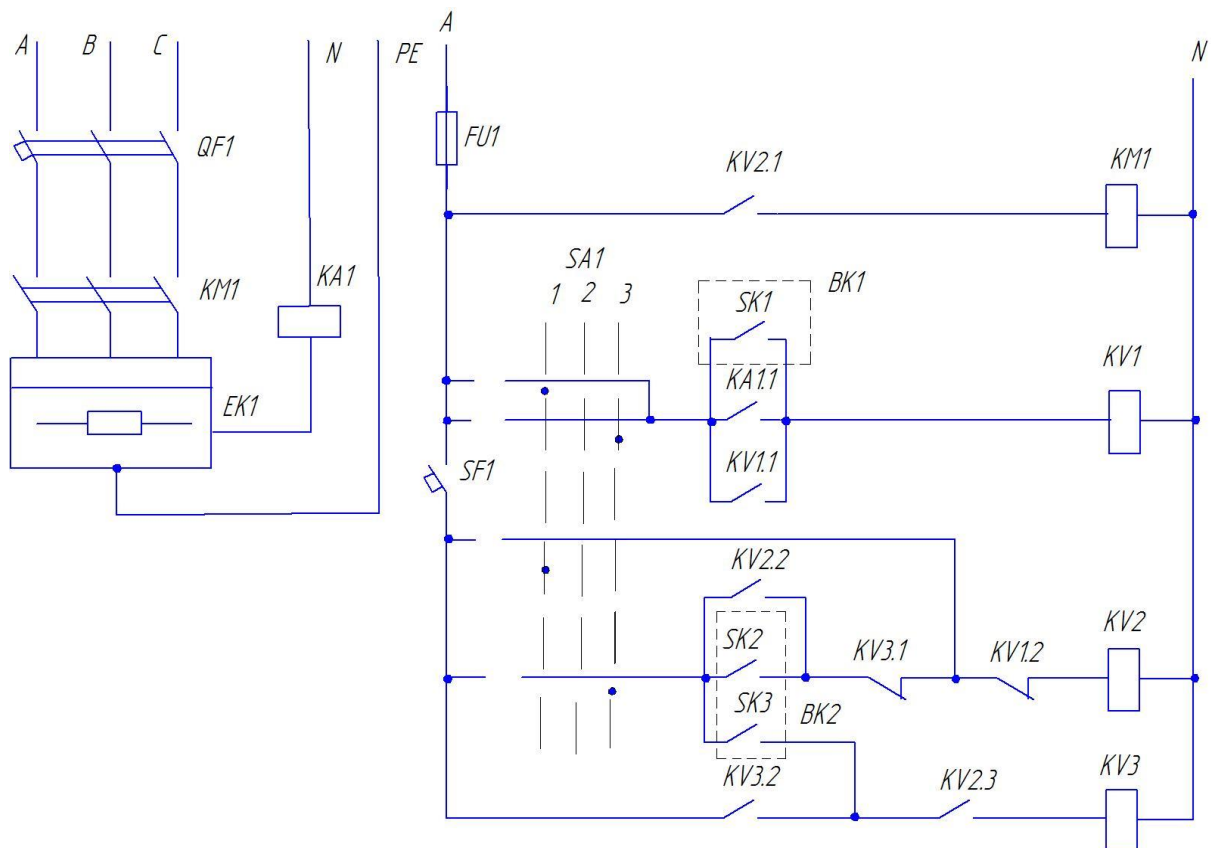 A B C N PE A N
QF1
FU1
KV2.1
KM1
KM1
KA1
SA1
1 2 3
BK1
SK1
KV1
KA1.1
EK1
SF1
KV1.1
KV2.2
SK2
KV3.1
KV1.2
KV2
SK3
BK2
KV3.2
KV2.3
KV3